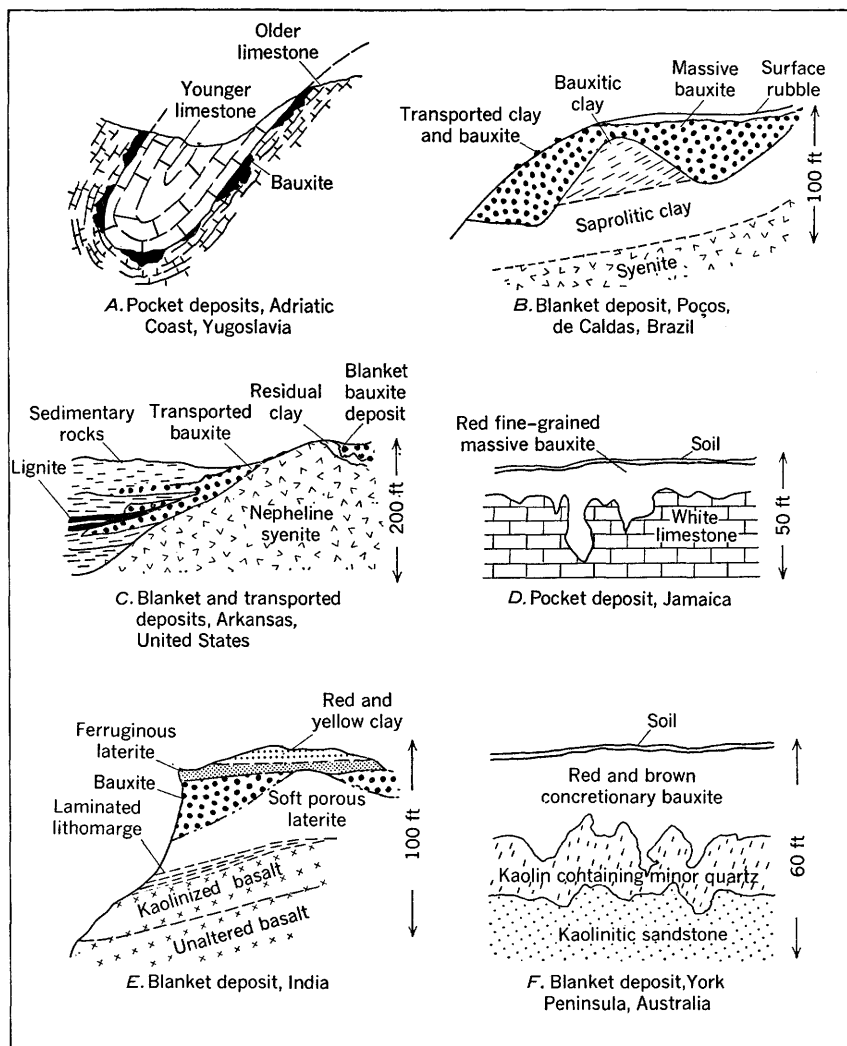 Older
limestone
Younger
limestone
Bauxite
A. Pocket deposits, Adriatic
Coast, Yugoslavia
Bauxitic
clay
Massive
bauxite
Surface
rubble
Transported clay
and bauxite
100 ft
Saprolitic clay
Syenite
B. Blanket deposit, Poços,
de Caldas, Brazil
Sedimentary
rocks
Transported
bauxite
Residual
clay
Blanket
bauxite
deposit
Lignite
Nepheline
syenite
200 ft
C. Blanket and transported
deposits, Arkansas,
United States
Red fine-grained
massive bauxite
Soil
White
limestone
50 ft
D. Pocket deposit, Jamaica
Red and
yellow clay
Ferruginous
laterite
Bauxite
Laminated
lithomarge
Soft porous
laterite
100 ft
Kaolinized basalt
Unaltered basalt
E. Blanket deposit, India
Soil
Red and brown
concretionary bauxite
60 ft
Kaolin containing minor quartz
Kaolinitic sandstone
F. Blanket deposit, York
Peninsula, Australia